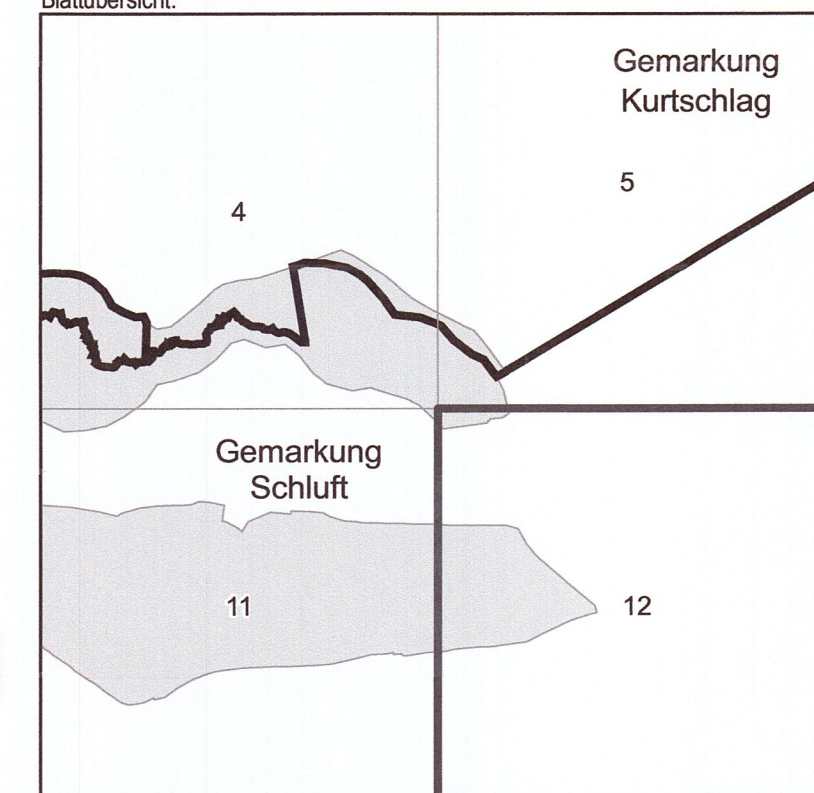 Blattübersicht:
Gemarkung
Kurtschlag
5
4
Gemarkung
Schluft
11
12